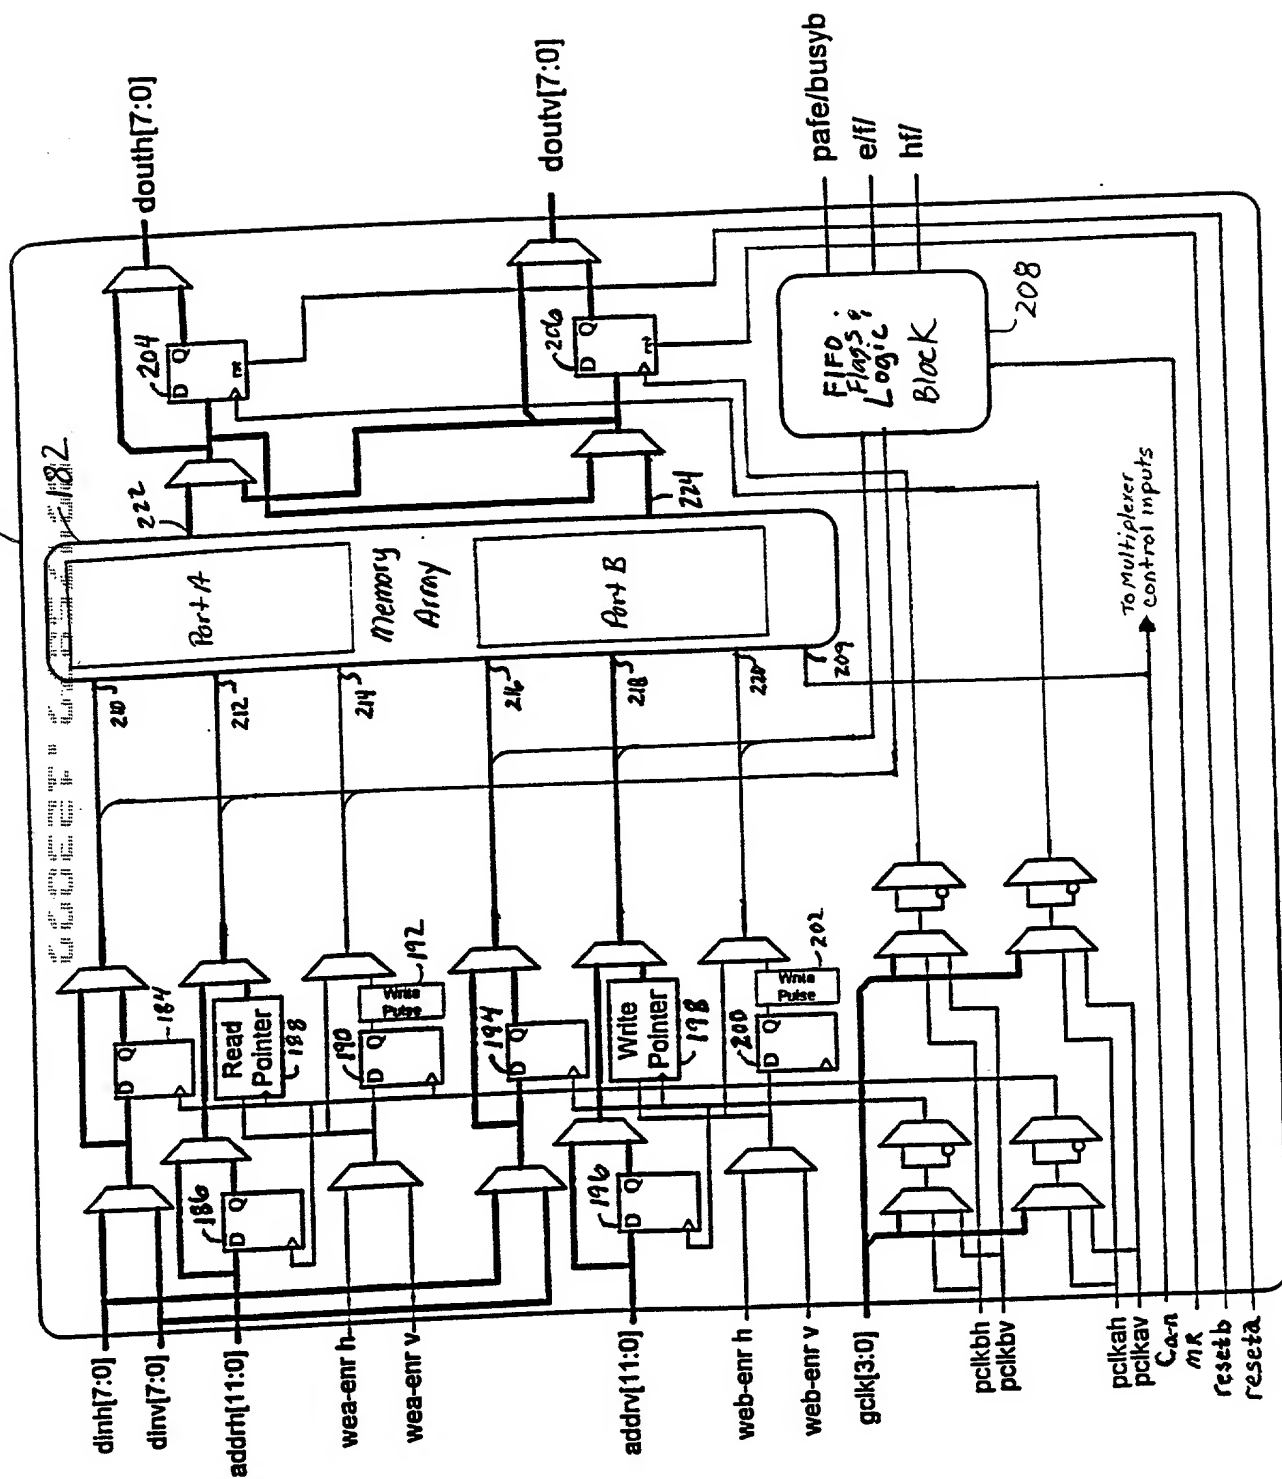 douth[7:0]
doutv[7:0]
pafe/busyb
e/f/
hf/
182
204
D Q
206
D Q
FIFO
Flags
Logic
Block
208
222
224
Port A
Memory
Array
Port B
To Multiplexer
control inputs
210
212
214
216
218
220
209
184
D Q
Read
Pointer
188
192
Write
Pulse
190
D Q
194
D Q
Write
Pointer
198
202
Write
Pulse
200
D Q
186
D Q
196
D Q
dinh[7:0]
dinv[7:0]
addrh[11:0]
wea-enr h
wea-enr v
addrv[11:0]
web-enr h
web-enr v
gclk[3:0]
pclkbh
pclkbv
pclkah
pclkav
MR
resetb
reseta